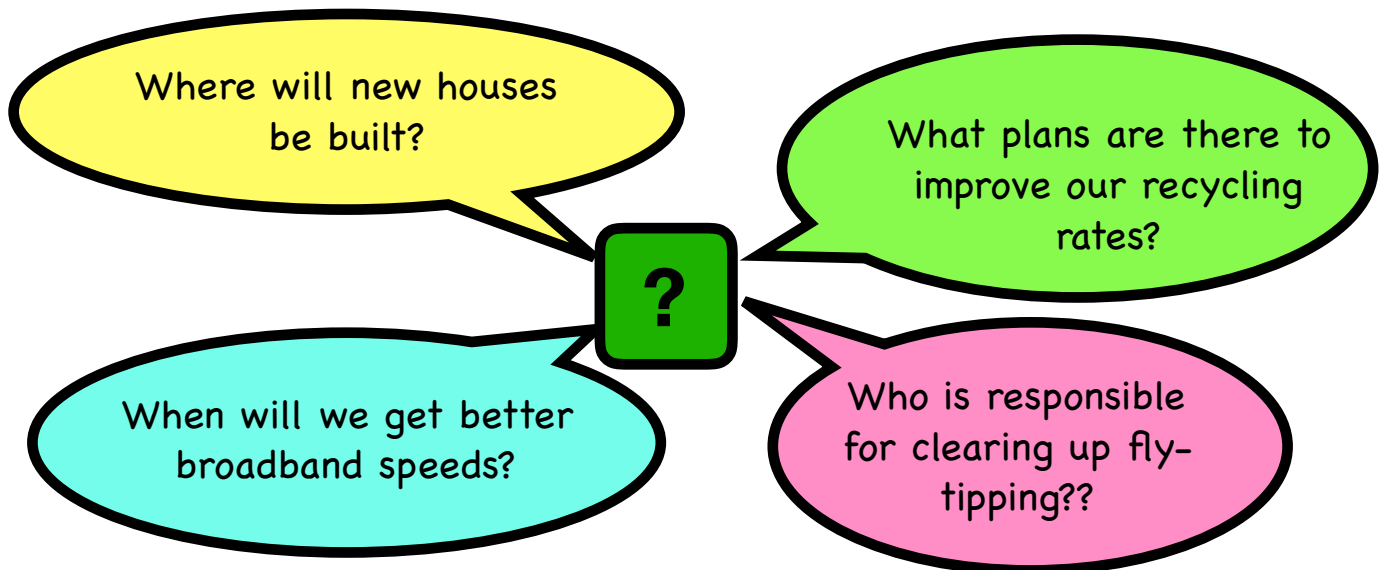 Where will new houses
be built?
What plans are there to
improve our recycling
rates?
?
When will we get better
broadband speeds?
Who is responsible
for clearing up fly-
tipping??